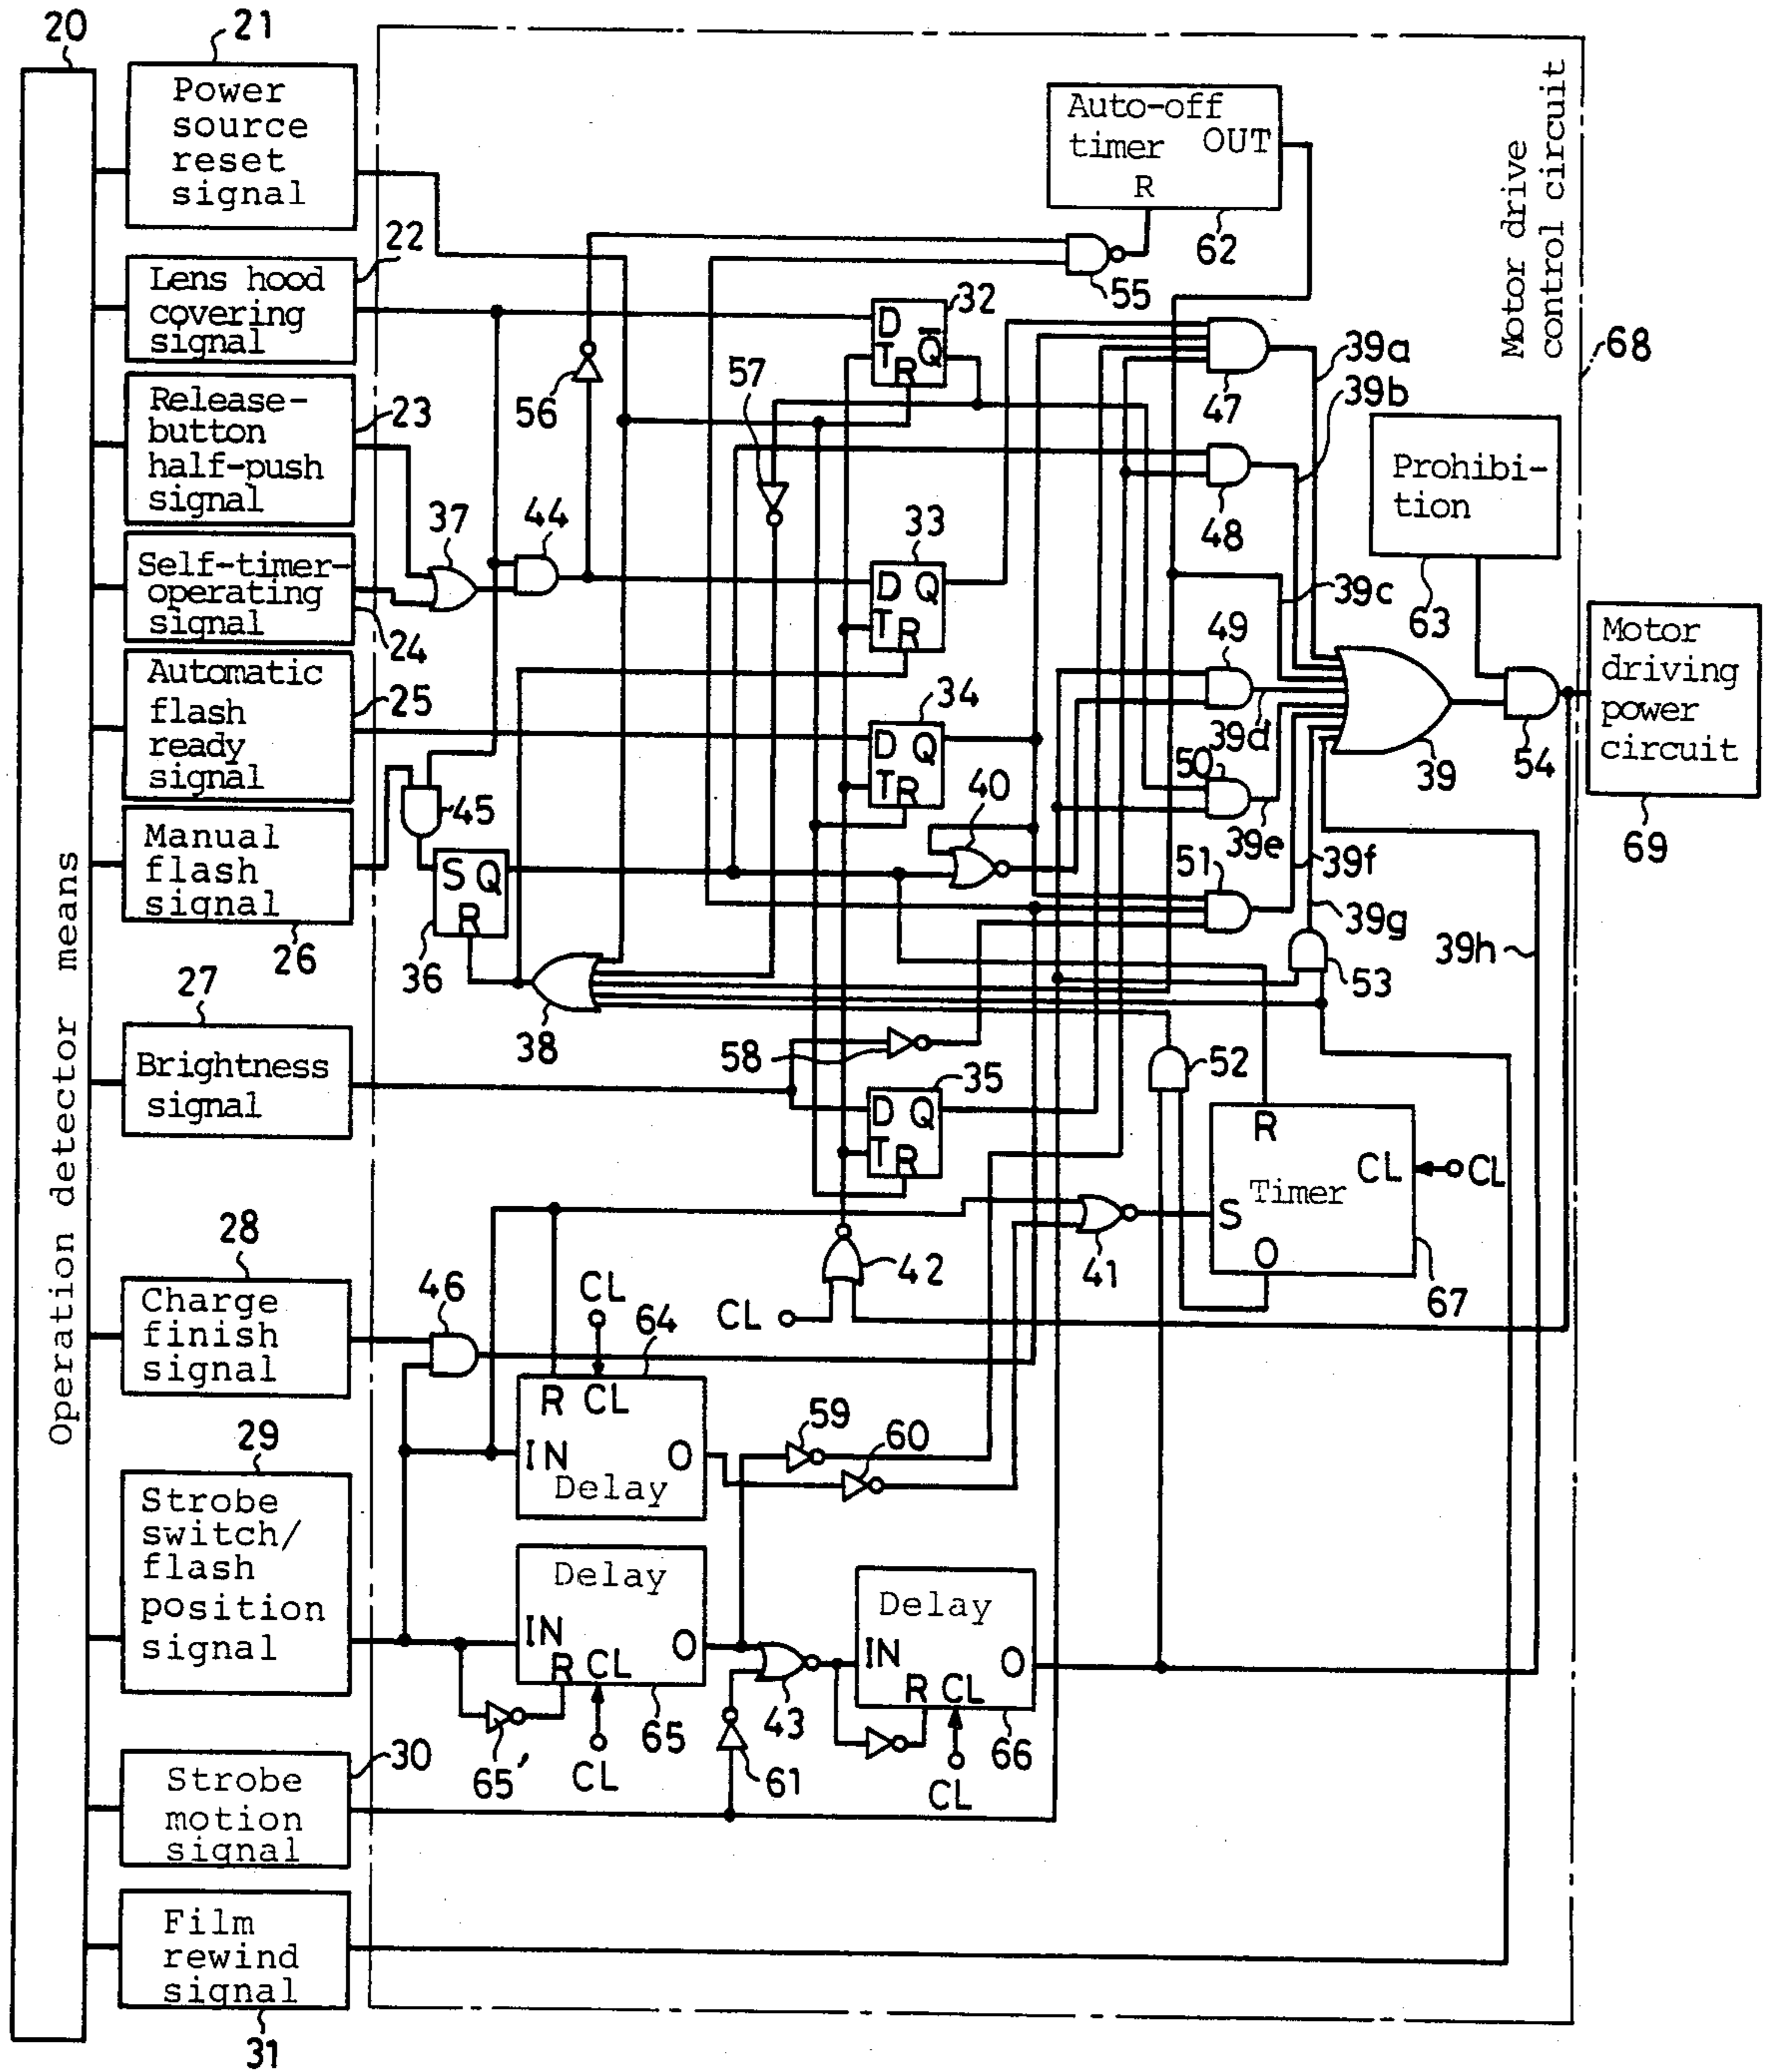 20
21
Power
source
reset
signal
22
Lens hood
covering
signal
Release-
button
half-push
signal
23
Self-timer-
operating
signal
24
Automatic
flash
ready
signal
25
Manual
flash
signal
26
27
Brightness
signal
28
Charge
finish
signal
29
Strobe
switch/
flash
position
signal
30
Strobe
motion
signal
Film
rewind
signal
31
Operation detector means
Auto-off
timer OUT
R
62
55
Motor drive
control circuit
68
32
D
T R Q̅
56
57
47
39a
39b
48
Prohibi-
tion
63
37
44
33
D Q
T R
39c
49
39d
Motor
driving
power
circuit
69
54
39
34
D Q
T R
40
50
39e
45
S Q
R
36
51
39f
39g
39h
53
38
58
52
35
D Q
T R
R
CL
CL
Timer
S
O
67
41
42
CL
46
CL
64
R CL
IN O
Delay
59
60
Delay
IN O
R CL
65
65'
CL
43
61
Delay
IN O
R CL
66
CL